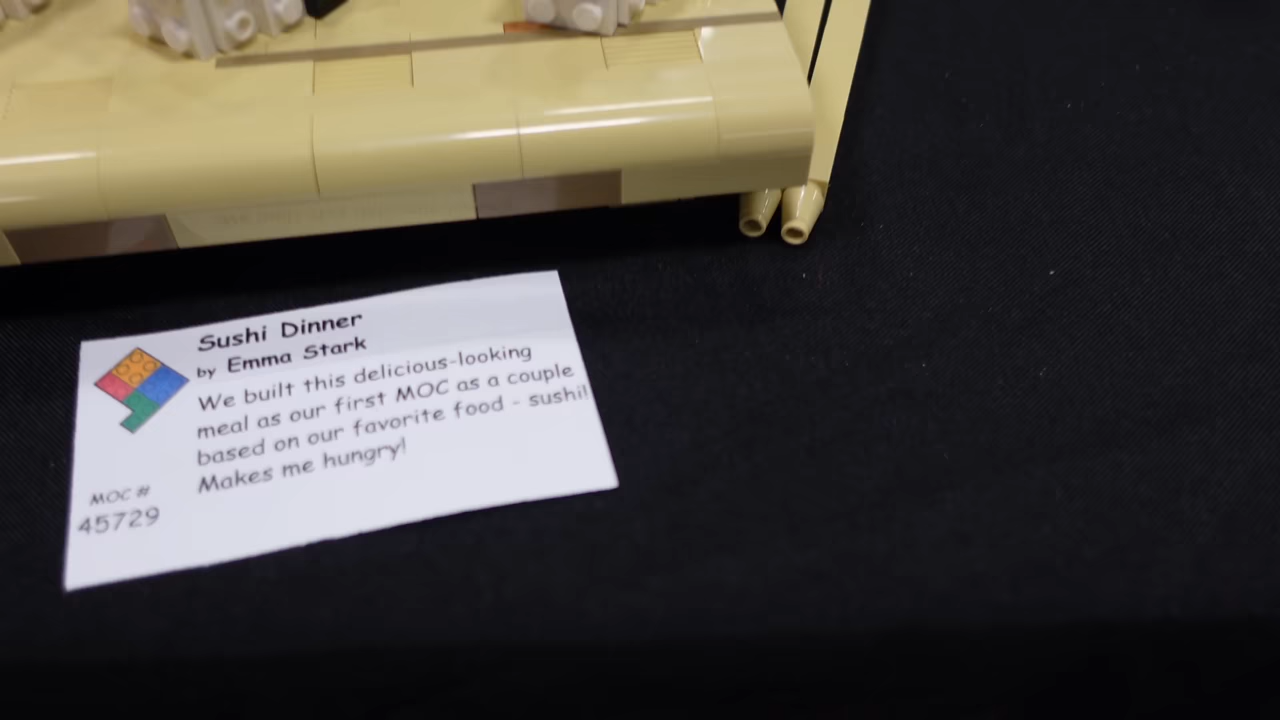 Sushi Dinner
by Emma Stark
We built this delicious-looking
meal as our first MOC as a couple
based on our favorite food - sushi!
Makes me hungry!
MOC #
45729